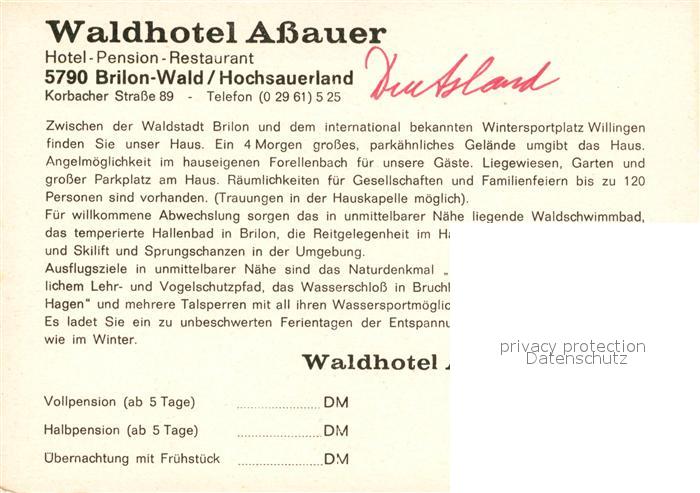 Waldhotel Aßauer
Hotel-Pension-Restaurant
5790 Brilon-Wald/Hochsauerland
Deutsland
Korbacher Straße 89 - Telefon (0 29 61) 5 25
Zwischen der Waldstadt Brilon und dem international bekannten Wintersportplatz Willingen
finden Sie unser Haus. Ein 4 Morgen großes, parkähnliches Gelände umgibt das Haus.
Angelmöglichkeit im hauseigenen Forellenbach für unsere Gäste. Liegewiesen, Garten und
großer Parkplatz am Haus. Räumlichkeiten für Gesellschaften und Familienfeiern bis zu 120
Personen sind vorhanden. (Trauungen in der Hauskapelle möglich).
Für willkommene Abwechslung sorgen das in unmittelbarer Nähe liegende Waldschwimmbad,
das temperierte Hallenbad in Brilon, die Reitgelegenheit im Ha
und Skilift und Sprungschanzen in der Umgebung.
Ausflugsziele in unmittelbarer Nähe sind das Naturdenkmal „
lichem Lehr- und Vogelschutzpfad, das Wasserschloß in Bruchh
Hagen“ und mehrere Talsperren mit all ihren Wassersportmöglic
Es ladet Sie ein zu unbeschwerten Ferientagen der Entspannu
wie im Winter.
privacy protection
Datenschutz
Waldhotel
Vollpension (ab 5 Tage) .................... DM
Halbpension (ab 5 Tage) .................... DM
Übernachtung mit Frühstück .................... DM